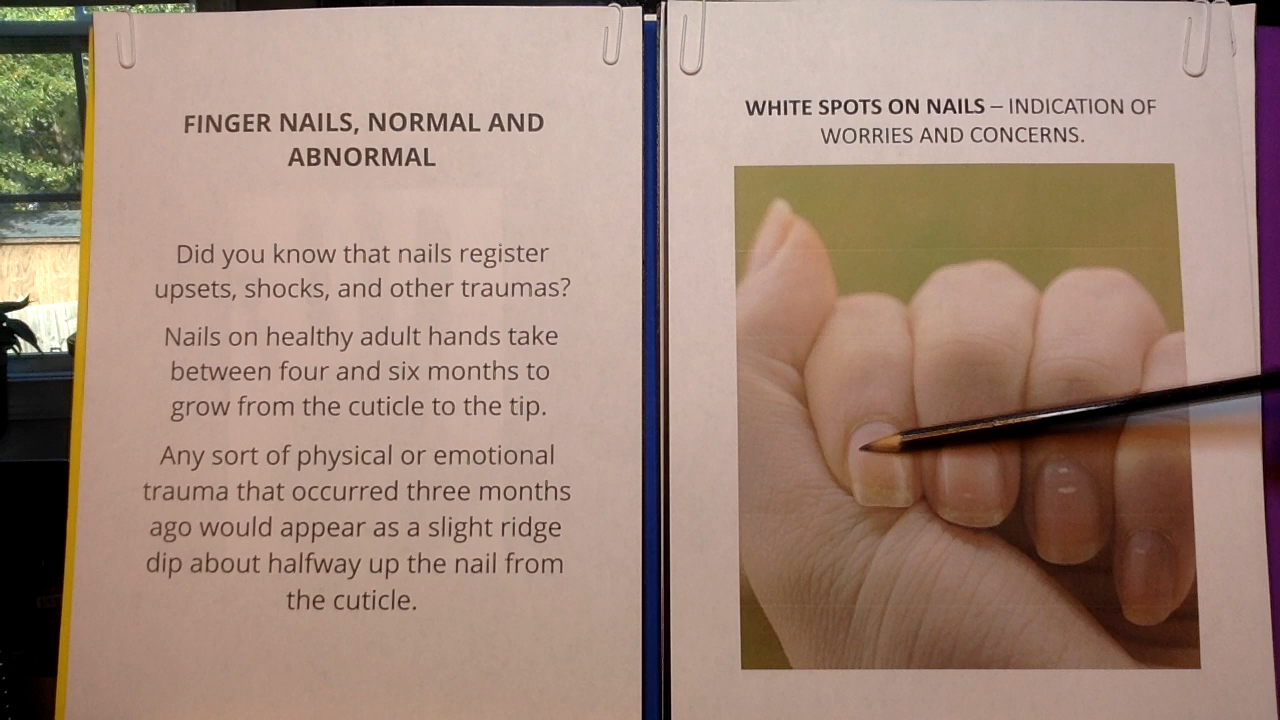 FINGER NAILS, NORMAL AND
ABNORMAL
Did you know that nails register
upsets, shocks, and other traumas?
Nails on healthy adult hands take
between four and six months to
grow from the cuticle to the tip.
Any sort of physical or emotional
trauma that occurred three months
ago would appear as a slight ridge
dip about halfway up the nail from
the cuticle.
WHITE SPOTS ON NAILS – INDICATION OF
WORRIES AND CONCERNS.